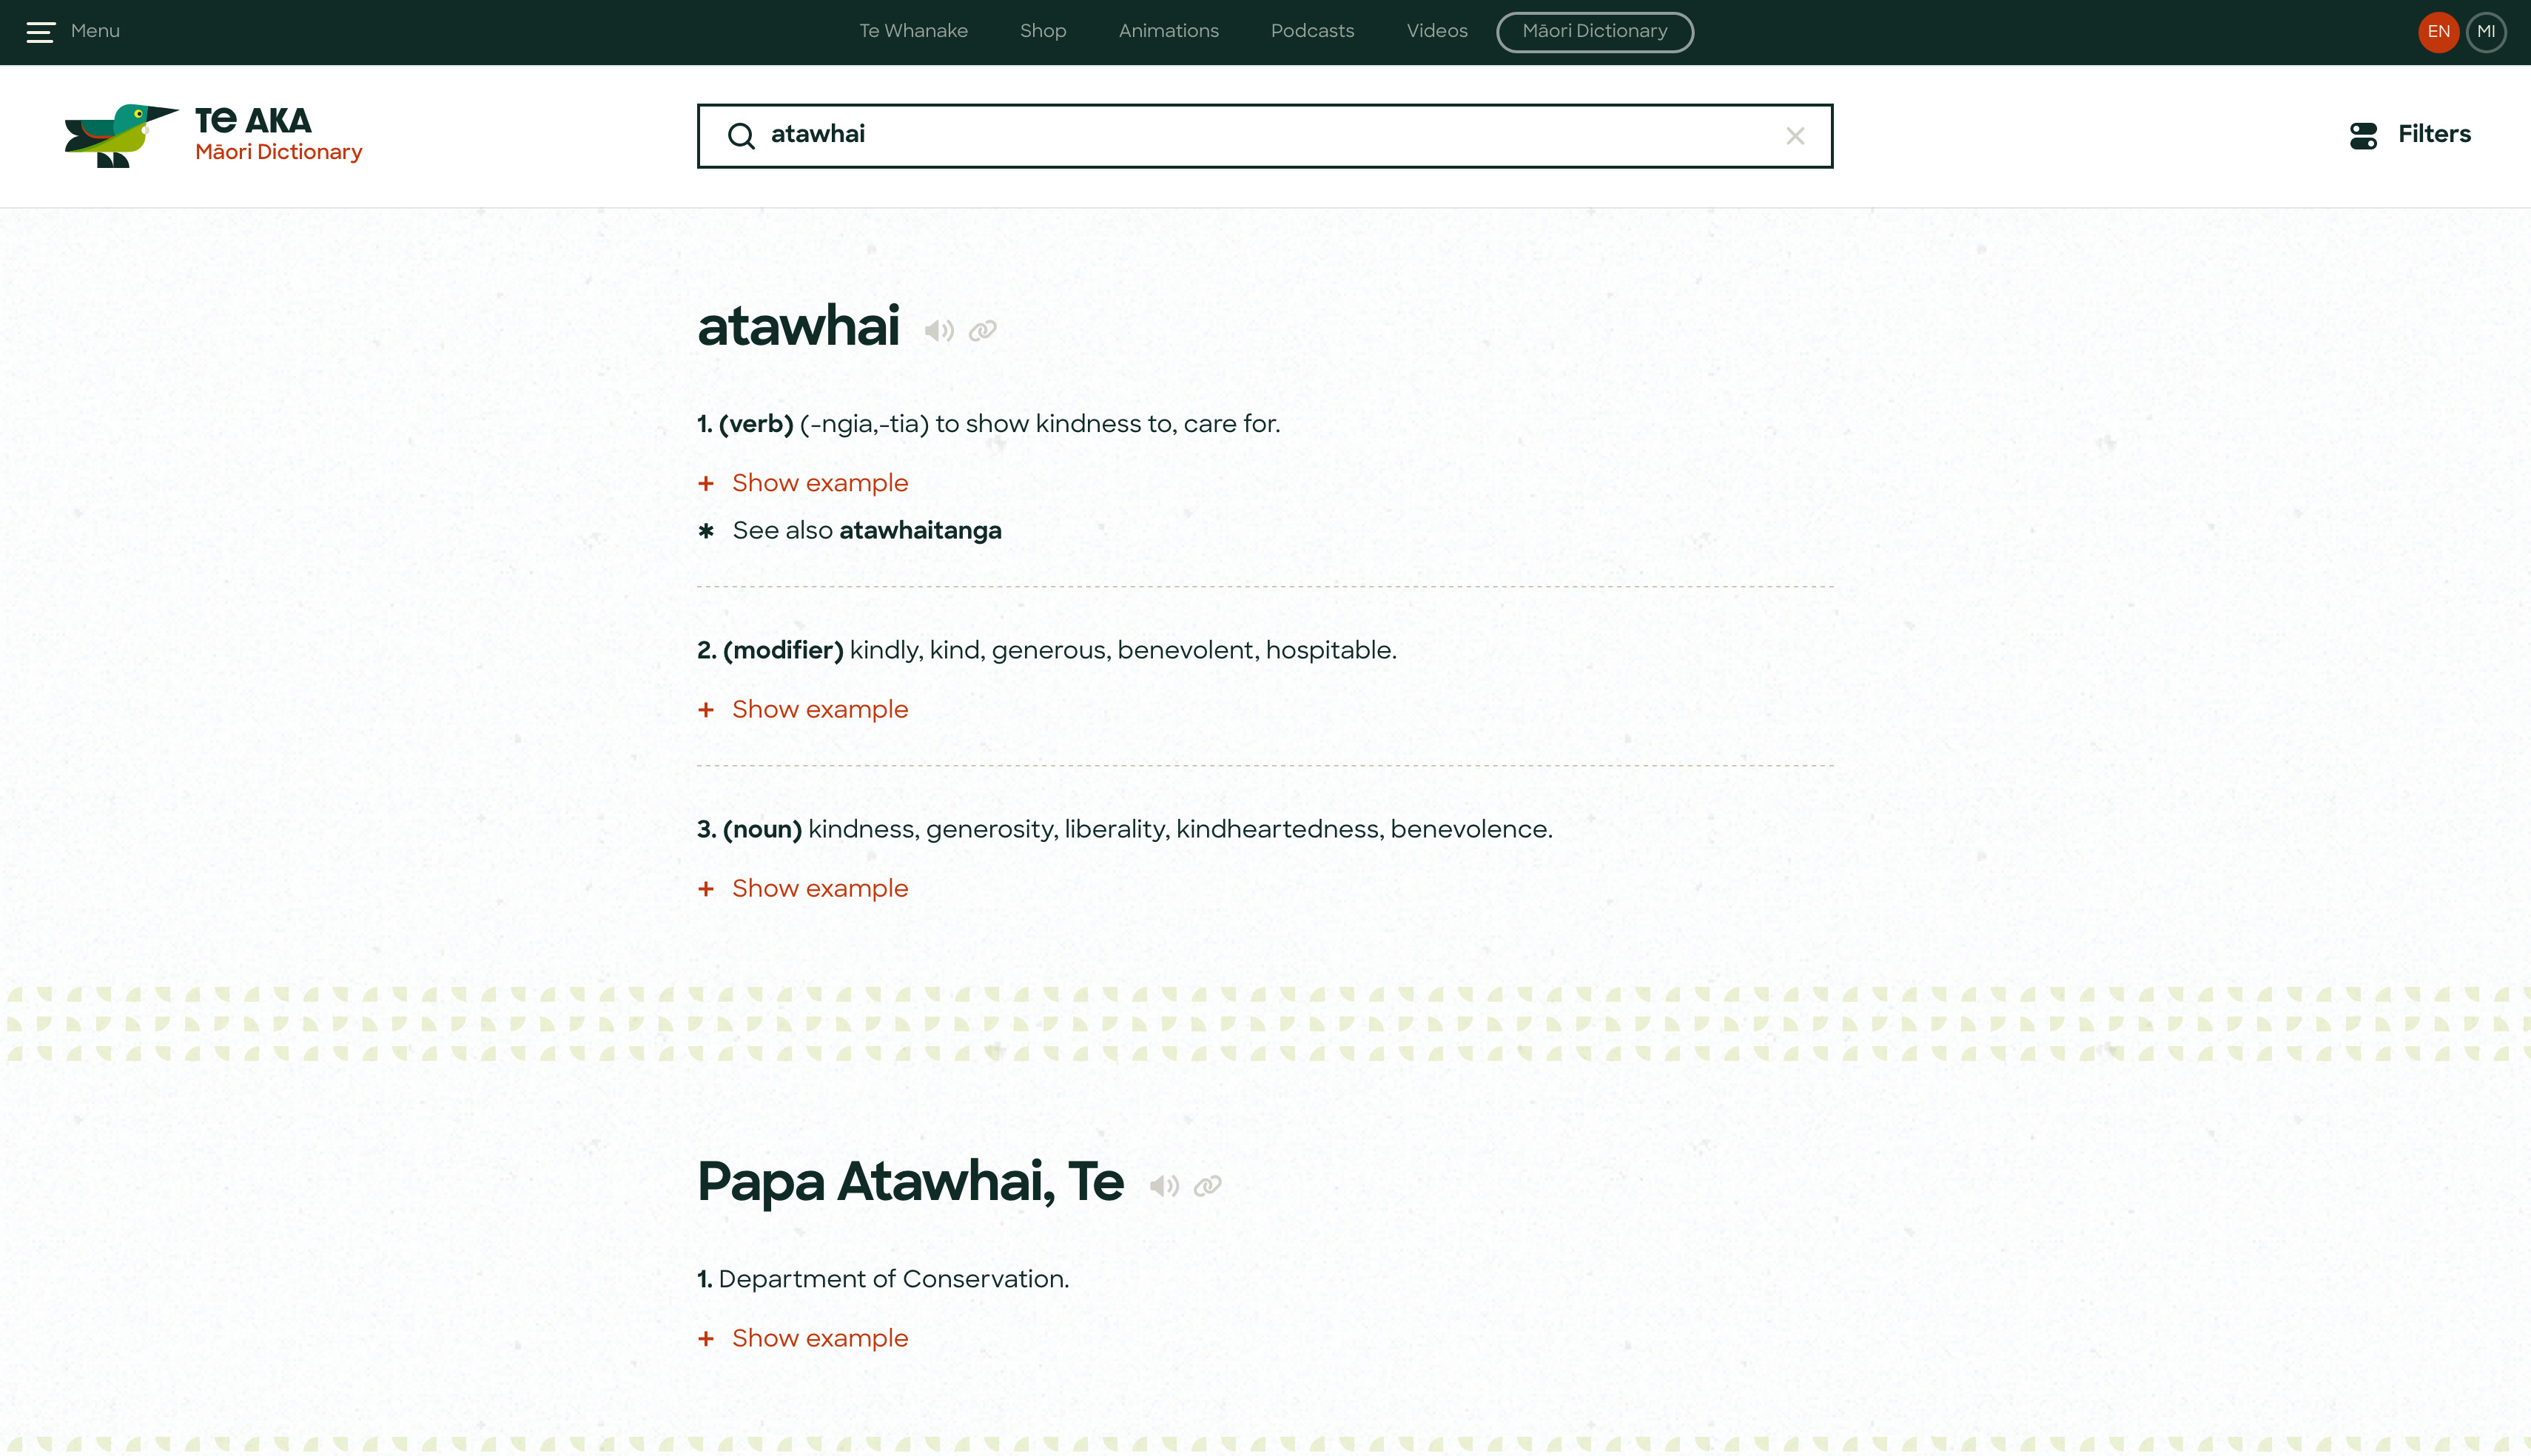 Menu
Te Whanake
Shop
Animations
Podcasts
Videos
Māori Dictionary
EN
MI
Te AKA
Māori Dictionary
atawhai
Filters
atawhai
1. (verb) (-ngia,-tia) to show kindness to, care for.
+ Show example
* See also atawhaitanga
2. (modifier) kindly, kind, generous, benevolent, hospitable.
+ Show example
3. (noun) kindness, generosity, liberality, kindheartedness, benevolence.
+ Show example
Papa Atawhai, Te
1. Department of Conservation.
+ Show example